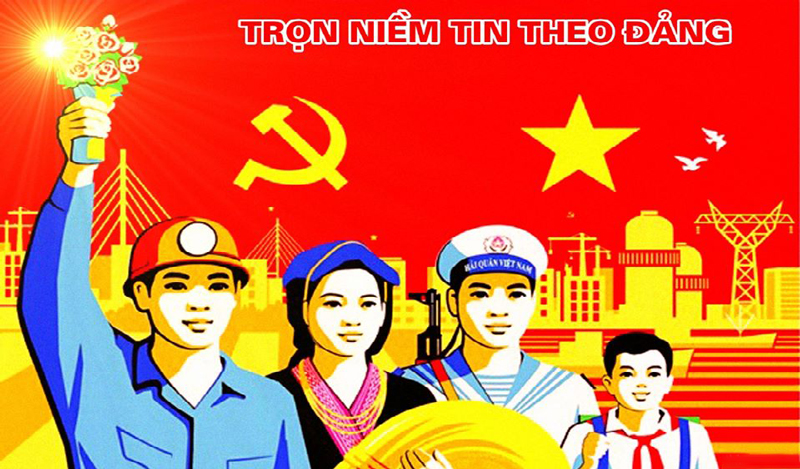 TRỌN NIỀM TIN THEO ĐẢNG
HẢI QUÂN VIỆT NAM